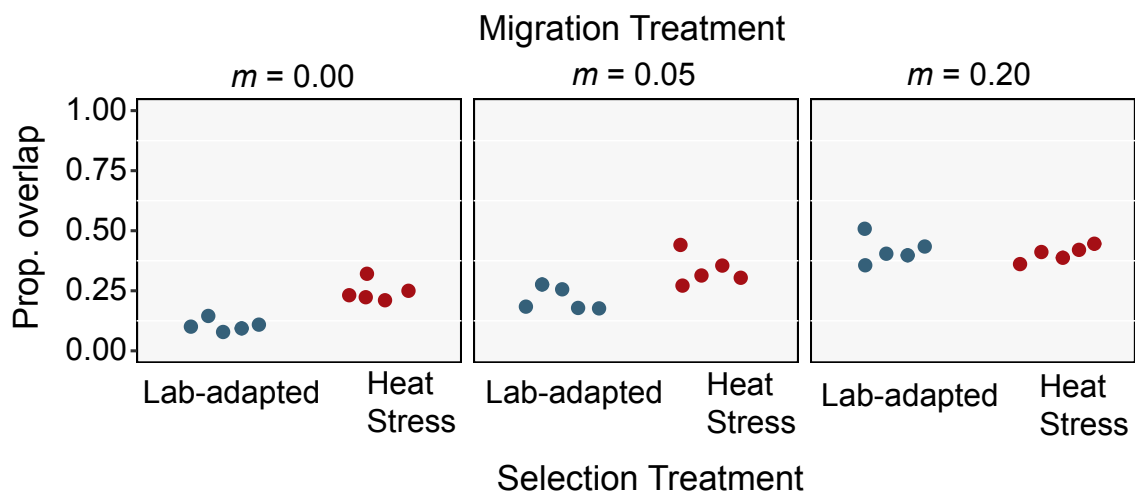 Migration Treatment
m = 0.00
m = 0.05
m = 0.20
Prop. overlap
1.00
0.75
0.50
0.25
0.00
Lab-adapted
Heat
Stress
Lab-adapted
Heat
Stress
Lab-adapted
Heat
Stress
Selection Treatment